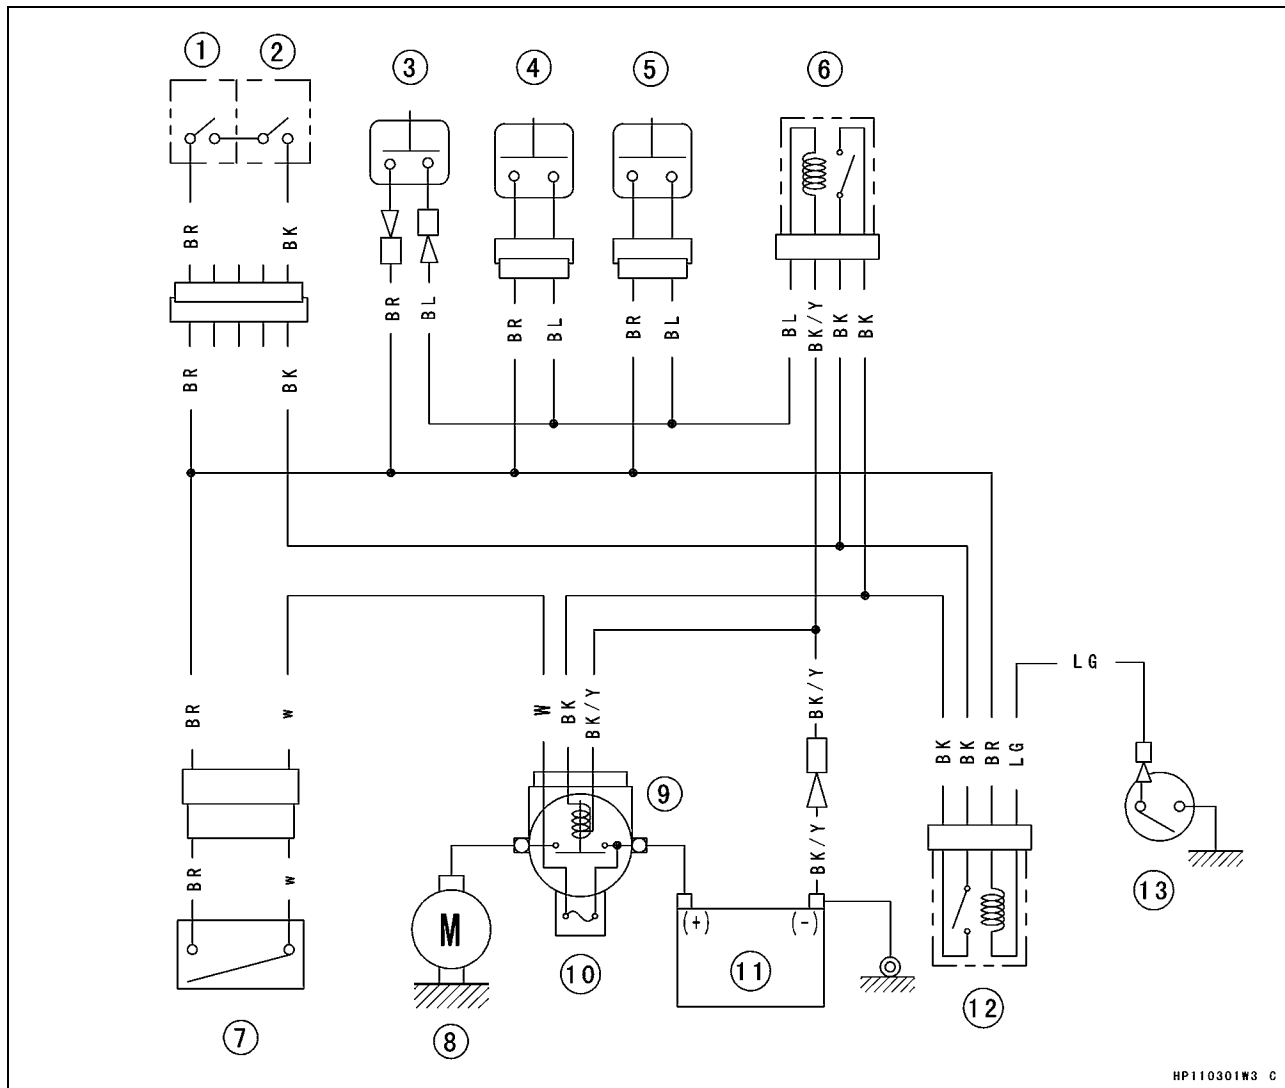 1 2 3 4 5 6
BR BK
BR BL BR BL BR BL BL BK/Y BK BK
BR BK
LG
BR W W BK BK/Y BK/Y BK BK BR LG
9
BR W BK/Y
13
M (+) (-)
10 11
12
7 8
HP110301W3 C